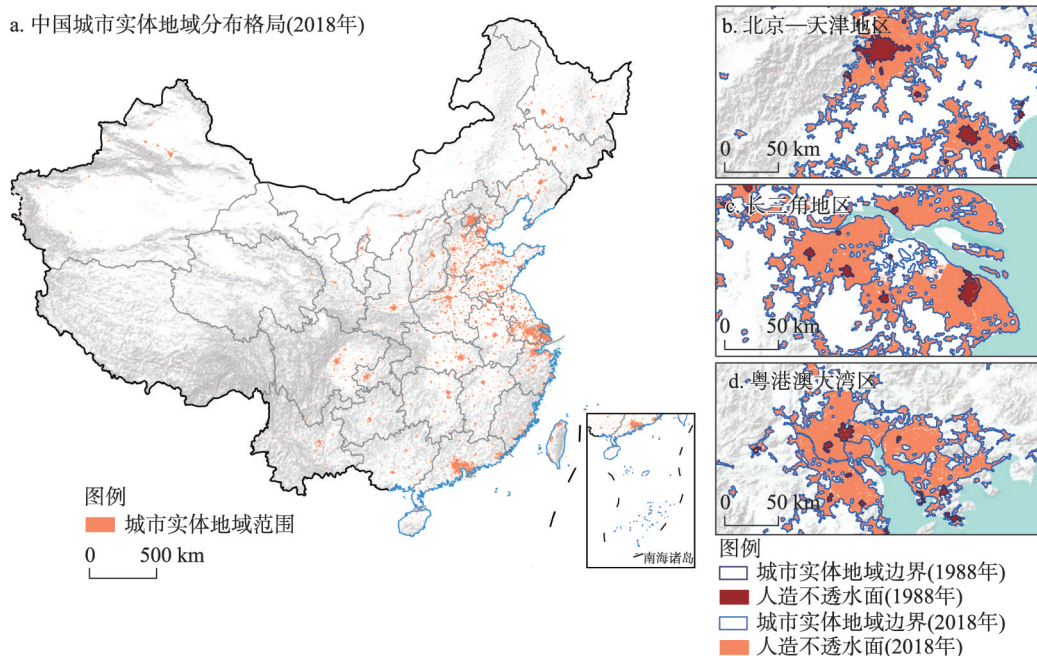 a. 中国城市实体地域分布格局(2018年)
图例
城市实体地域范围
0 500 km
南海诸岛
b. 北京—天津地区
0 50 km
c. 长三角地区
0 50 km
d. 粤港澳大湾区
0 50 km
图例
城市实体地域边界(1988年)
人造不透水面(1988年)
城市实体地域边界(2018年)
人造不透水面(2018年)